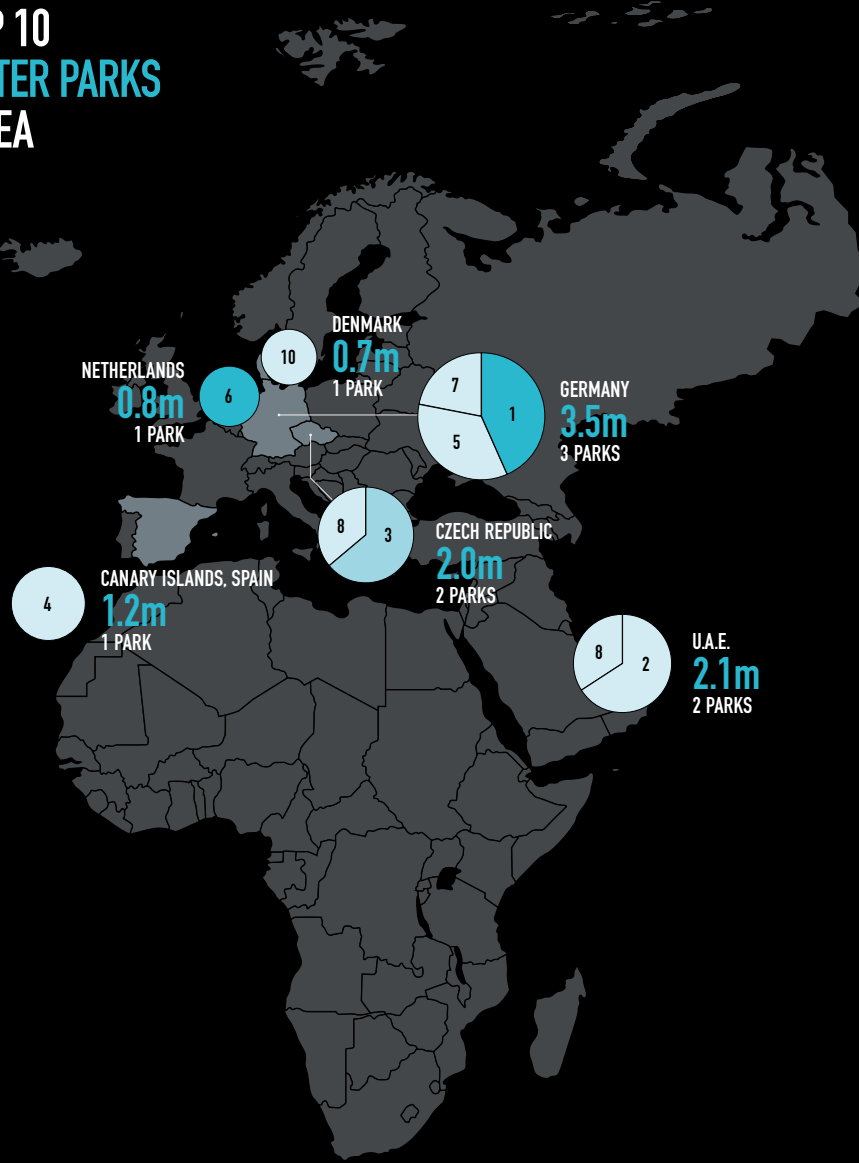 P 10
TER PARKS
EA
DENMARK
0.7m
1 PARK
10
NETHERLANDS
0.8m
1 PARK
6
7
1
5
GERMANY
3.5m
3 PARKS
8
3
CZECH REPUBLIC
2.0m
2 PARKS
4
CANARY ISLANDS, SPAIN
1.2m
1 PARK
8
2
U.A.E.
2.1m
2 PARKS